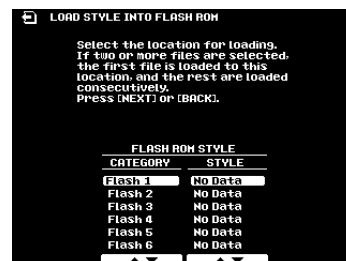 LOAD STYLE INTO FLASH ROM
Select the location for loading.
If two or more files are selected,
the first file is loaded to this
location, and the rest are loaded
consecutively.
Press [NEXT] or [BACK].
FLASH ROM STYLE
CATEGORY STYLE
Flash 1 No Data
Flash 2 No Data
Flash 3 No Data
Flash 4 No Data
Flash 5 No Data
Flash 6 No Data